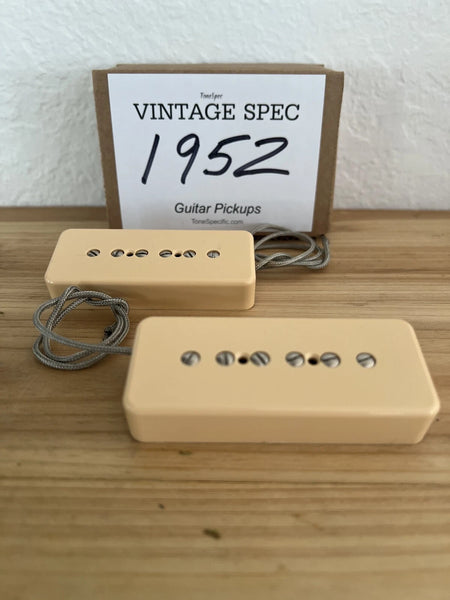 ToneSpec
VINTAGE SPEC
1952
Guitar Pickups
ToneSpecific.com